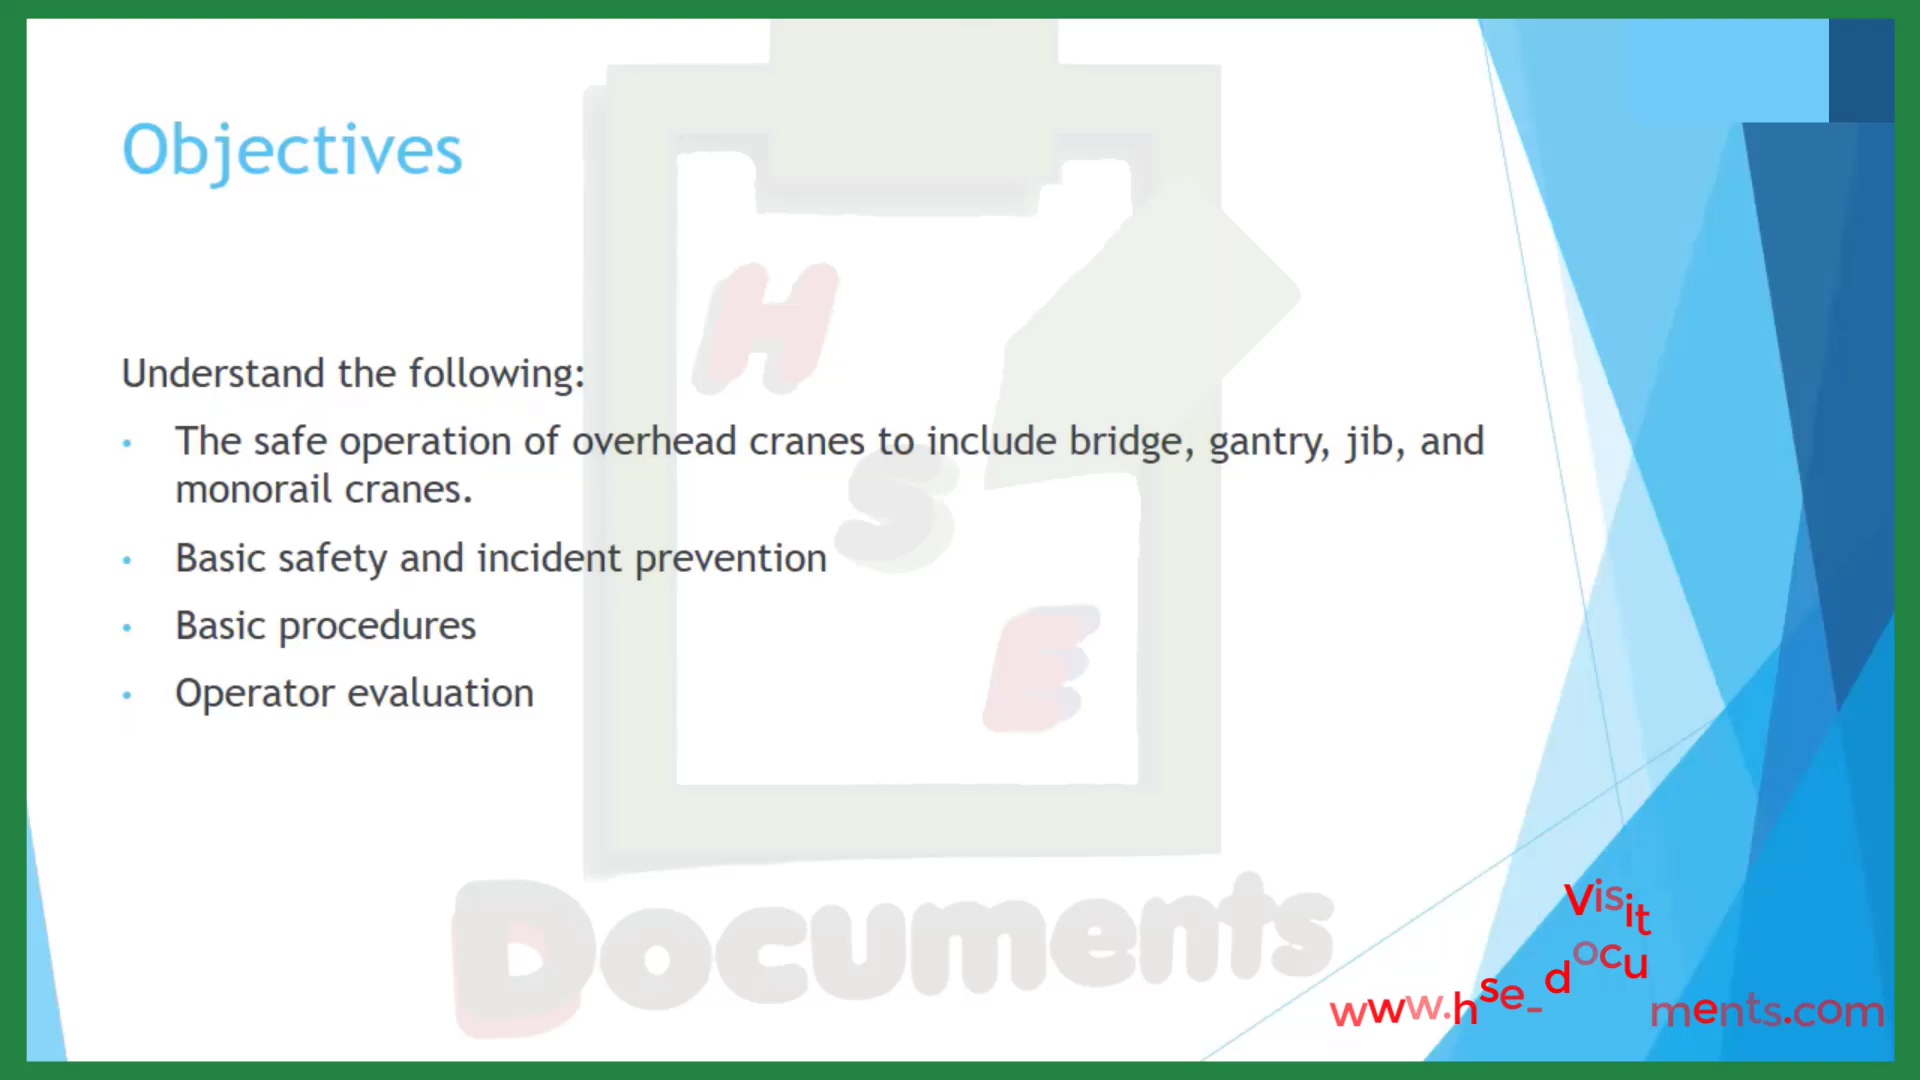 Objectives
Understand the following:
• The safe operation of overhead cranes to include bridge, gantry, jib, and
monorail cranes.
• Basic safety and incident prevention
• Basic procedures
• Operator evaluation
H
S
E
Documents
Visit
www.hse_documents.com